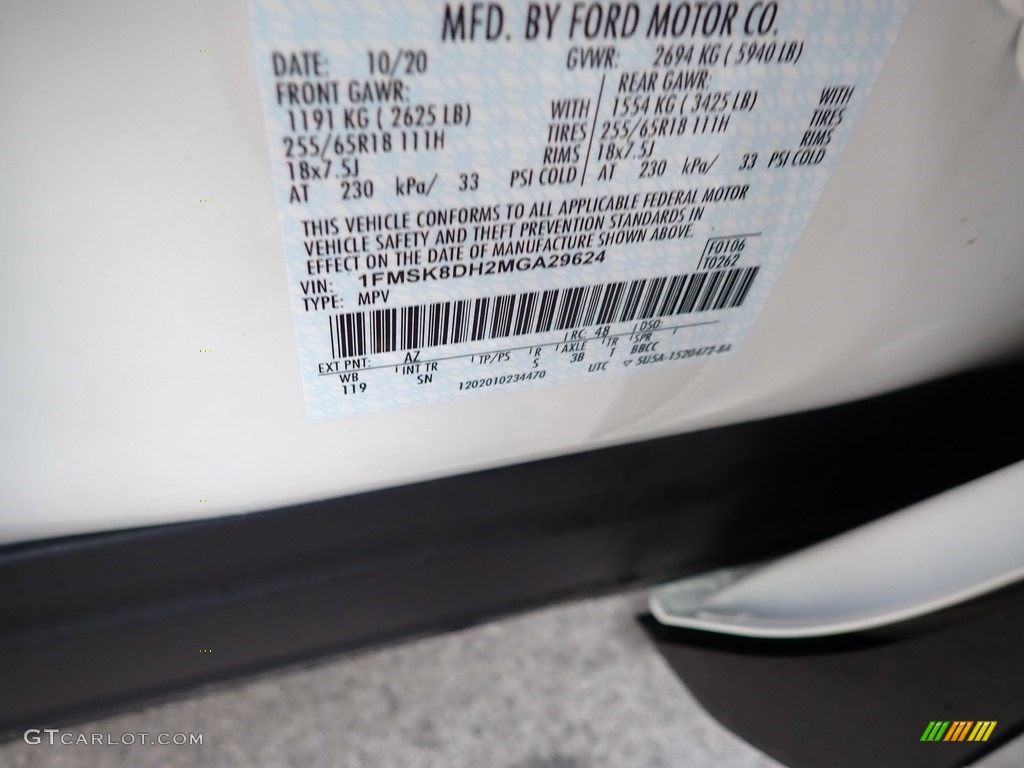 MFD. BY FORD MOTOR CO.
DATE: 10/20 GVWR: 2694 KG ( 5940 LB)
FRONT GAWR: REAR GAWR:
1191 KG ( 2625 LB) WITH 1554 KG ( 3425 LB) WITH
255/65R18 111H TIRES 255/65R18 111H TIRES
18x7.5J RIMS 18x7.5J RIMS
AT 230 kPa/ 33 PSI COLD AT 230 kPa/ 33 PSI COLD
THIS VEHICLE CONFORMS TO ALL APPLICABLE FEDERAL MOTOR
VEHICLE SAFETY AND THEFT PREVENTION STANDARDS IN
EFFECT ON THE DATE OF MANUFACTURE SHOWN ABOVE.
VIN: 1FMSK8DH2MGA29624 F0106
TYPE: MPV T0262
EXT PNT: AZ RC: 48 DSO:
WB INT TR TP/PS R AXLE TR SPR
119 SN S 3B T BBCC
1202010234470 UTC ▽ 5U5A-1520472-BA
GTCARLOT.COM